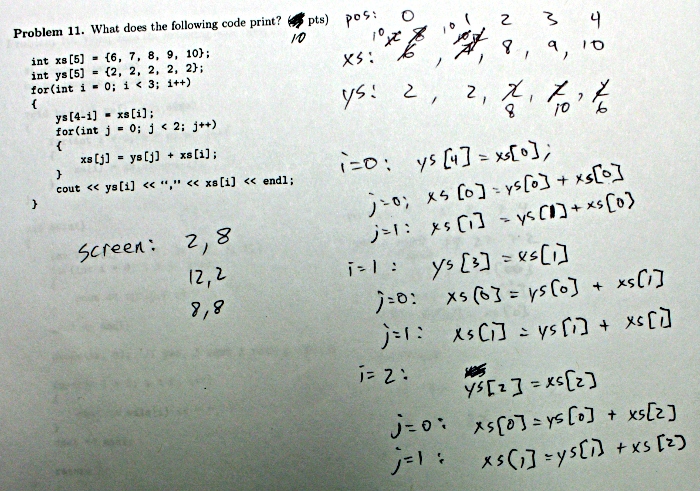 Problem 11. What does the following code print? ( pts)
10
int xs[5] = {6, 7, 8, 9, 10};
int ys[5] = {2, 2, 2, 2, 2};
for(int i = 0; i < 3; i++)
{
ys[4-i] = xs[i];
for(int j = 0; j < 2; j++)
{
xs[j] = ys[j] + xs[i];
}
cout << ys[i] << "," << xs[i] << endl;
}
screen: 2,8
12,2
8,8
pos: 0 1 2 3 4
10 10
xs: 6, , 8, 9, 10
ys: 2, 2, 2, 2, 2
8 10 6
i=0: ys[4] = xs[0];
j=0; xs[0] = ys[0] + xs[0]
j=1: xs[1] = ys[1] + xs[0]
i=1: ys[3] = xs[1]
j=0: xs[0] = ys[0] + xs[1]
j=1: xs[1] = ys[1] + xs[1]
i=2: ys[2] = xs[2]
j=0: xs[0] = ys[0] + xs[2]
j=1: xs[1] = ys[1] + xs[2]